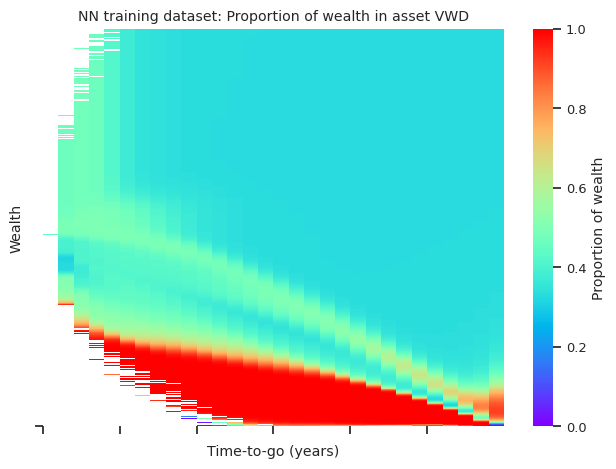 NN training dataset: Proportion of wealth in asset VWD
1.0
0.8
0.6
0.4
0.2
0.0
Proportion of wealth
Wealth
Time-to-go (years)